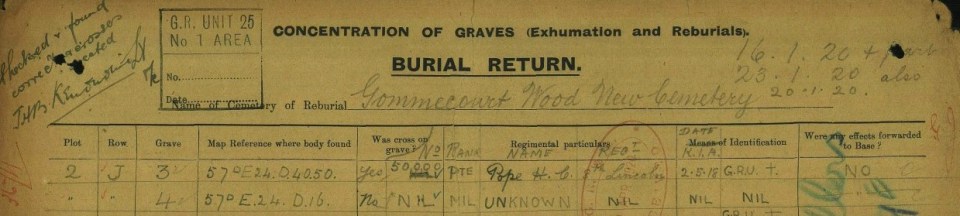 Checked & found
correct crosses
erected
G.R. UNIT 25
No 1 AREA
No.
Date
CONCENTRATION OF GRAVES (Exhumation and Reburials).
BURIAL RETURN.
16.1.20 + part
23.1.20 also
20.1.20.
Name of Cemetery of Reburial Gommecourt Wood New Cemetery
Plot Row Grave Map Reference where body found Was cross on grave? No RANK Regimental particulars NAME REGT DATE Means of Identification K.I.A. Were any effects forwarded to Base?
2 J 3 57D.E.24.D.40.50. Yes PTE Pope H. C. Lincoln 2-5-18 G.R.U. †. NO
" " 4 57D.E.24.D.16. No "NIL" NIL UNKNOWN NIL NIL NIL "
G.R.U. †